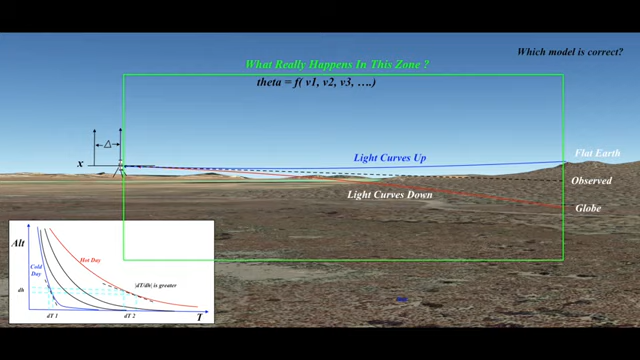 Which model is correct?
What Really Happens In This Zone ?
theta = f( v1, v2, v3, ....)
Δ
x
Light Curves Up
Flat Earth
Observed
Light Curves Down
Globe
Alt
Hot Day
Cold
Day
|dT/dh| is greater
dh
dT 1
dT 2
T